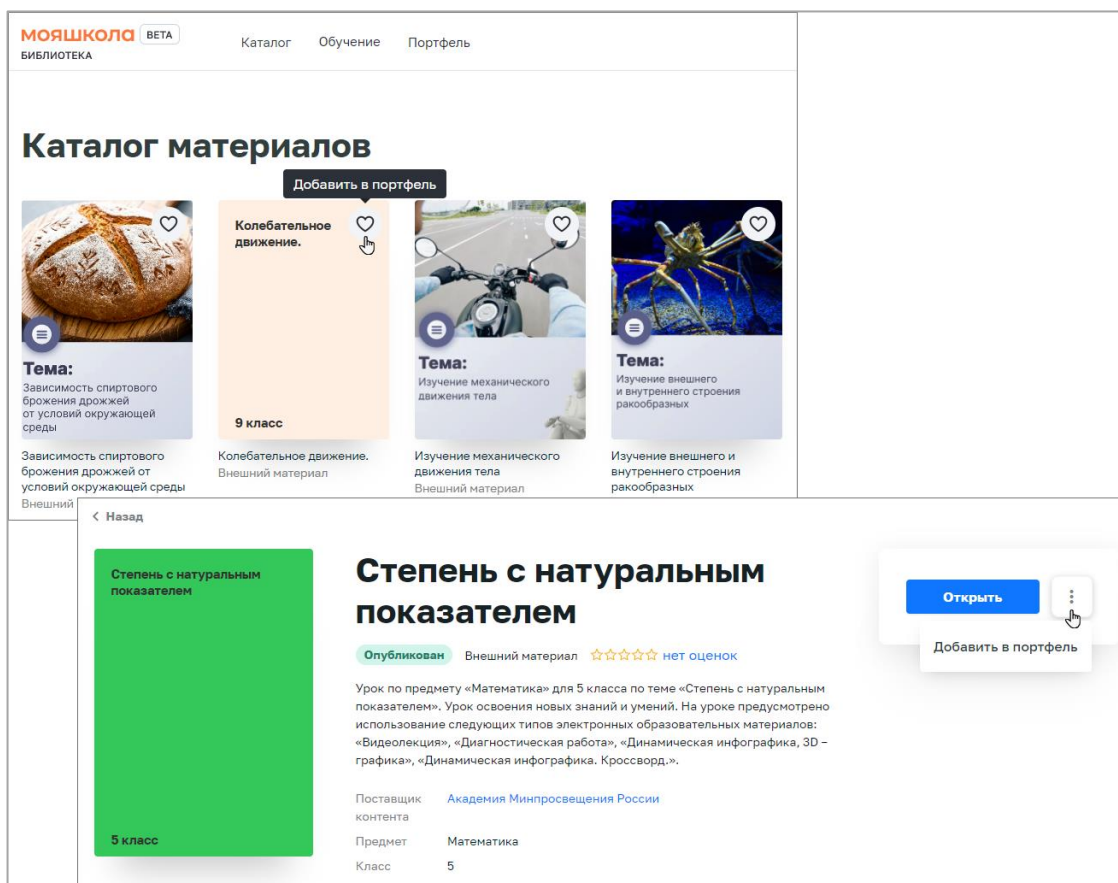 мояшкола BETA
БИБЛИОТЕКА
Каталог Обучение Портфель
Каталог материалов
Добавить в портфель
Тема:
Зависимость спиртового
брожения дрожжей
от условий окружающей
среды
Зависимость спиртового
брожения дрожжей от
условий окружающей среды
Внешний
Колебательное
движение.
9 класс
Колебательное движение.
Внешний материал
Тема:
Изучение механического
движения тела
Изучение механического
движения тела
Внешний материал
Тема:
Изучение внешнего
и внутреннего строения
ракообразных
Изучение внешнего и
внутреннего строения
ракообразных
Назад
Степень с натуральным
показателем
5 класс
Степень с натуральным
показателем
Опубликован Внешний материал нет оценок
Урок по предмету «Математика» для 5 класса по теме «Степень с натуральным
показателем». Урок освоения новых знаний и умений. На уроке предусмотрено
использование следующих типов электронных образовательных материалов:
«Видеолекция», «Диагностическая работа», «Динамическая инфографика, 3D –
графика», «Динамическая инфографика. Кроссворд.».
Поставщик Академия Минпросвещения России
контента
Предмет Математика
Класс 5
Открыть
Добавить в портфель